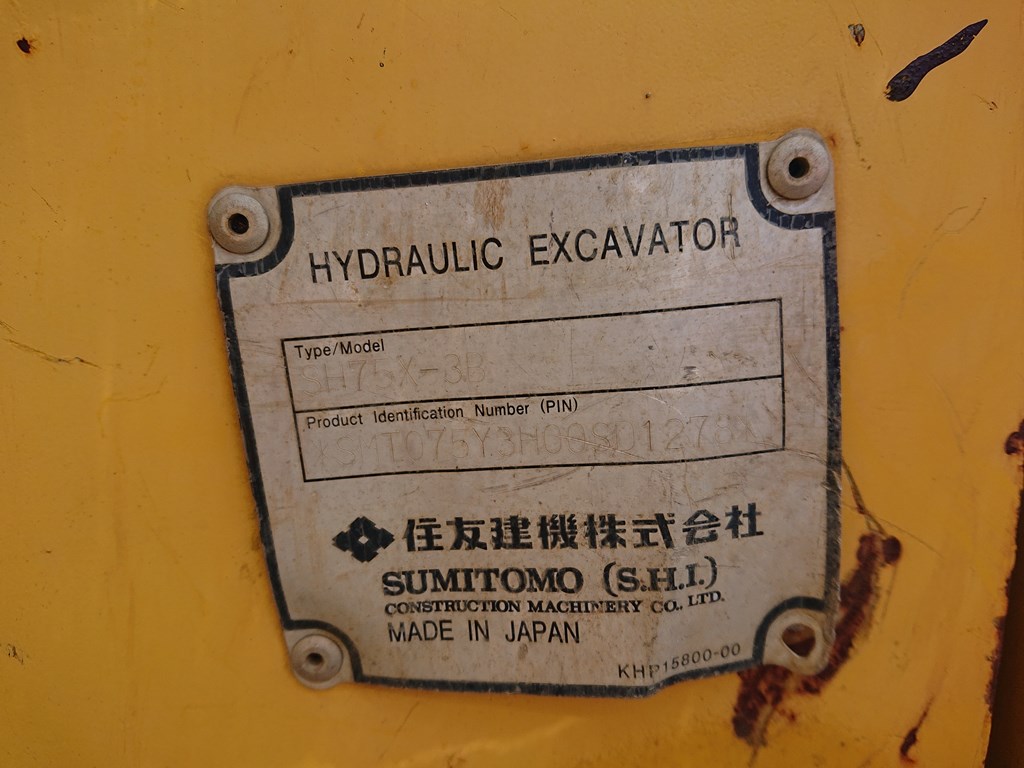 HYDRAULIC EXCAVATOR
Type/Model
SH75X-3B
Product Identification Number (PIN)
住友建機株式会社
SUMITOMO (S.H.I.)
CONSTRUCTION MACHINERY CO., LTD.
MADE IN JAPAN
KHP15800-00